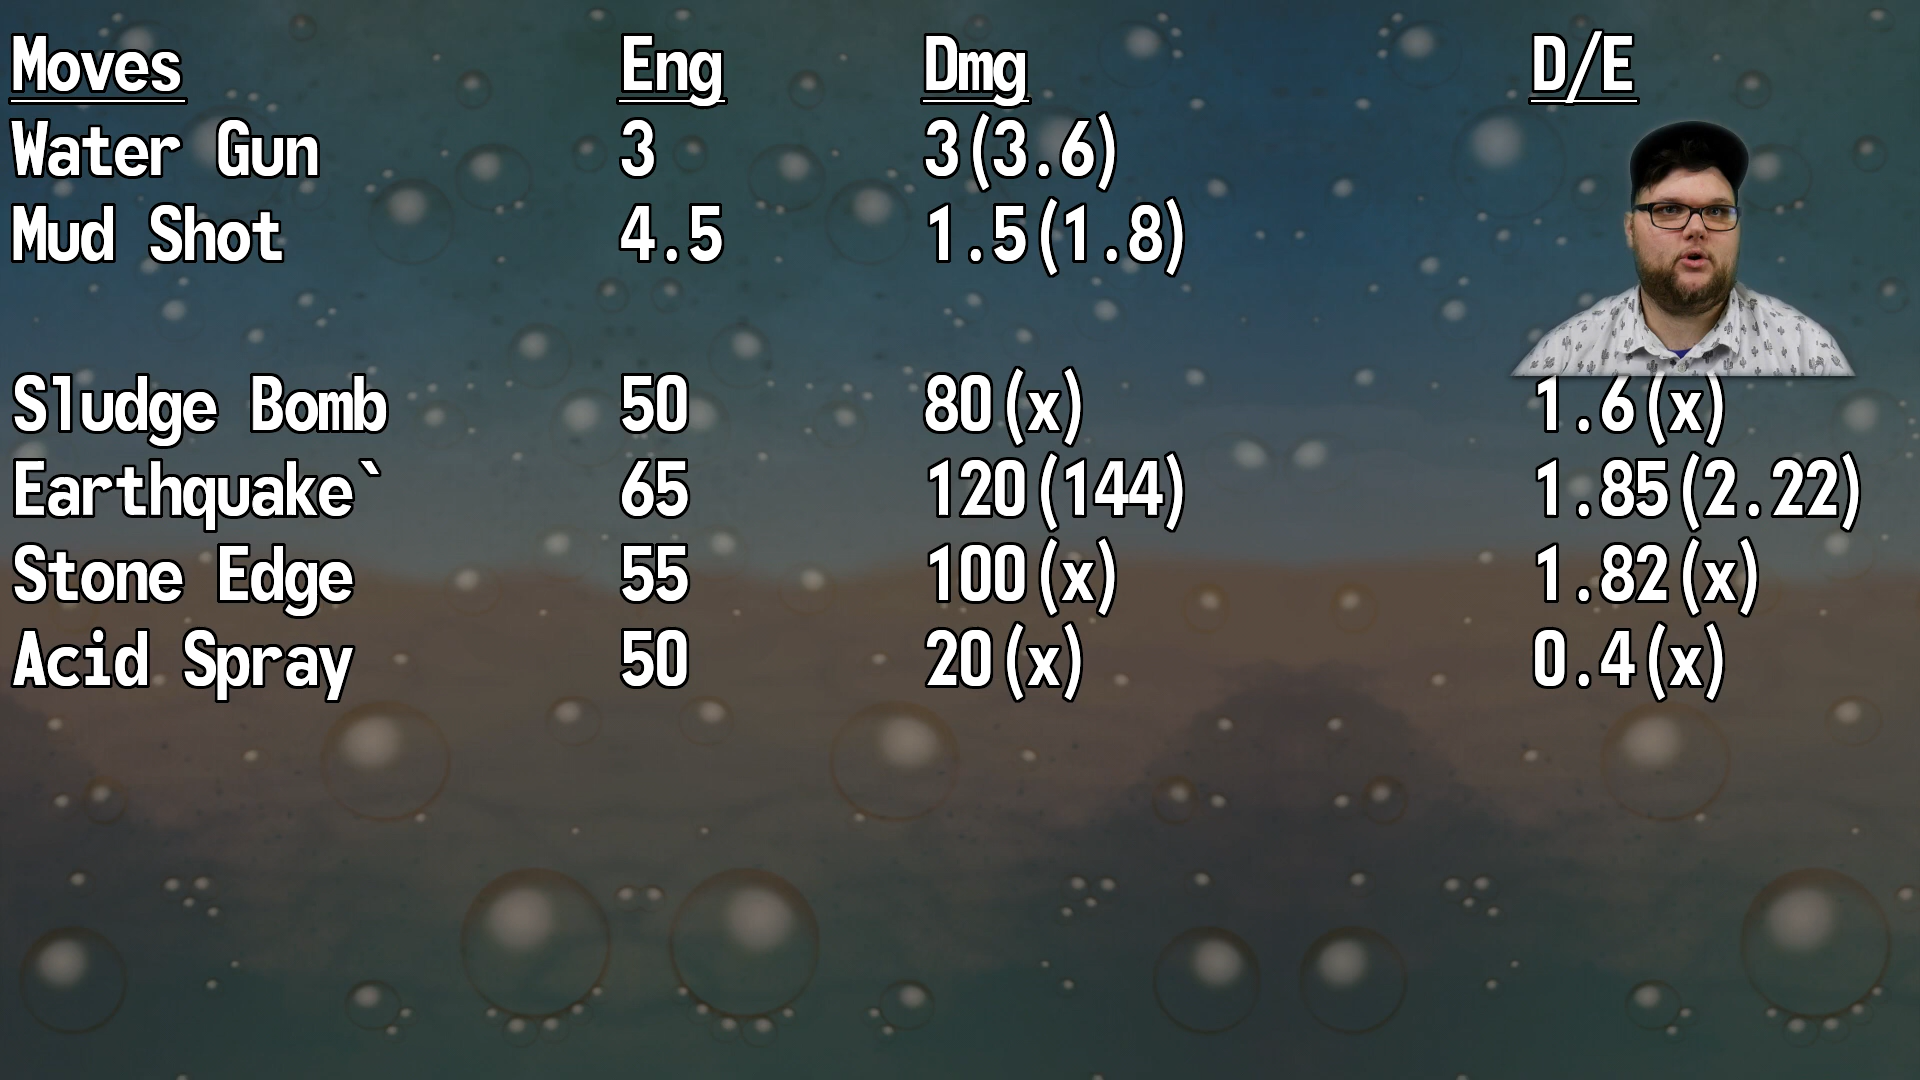 Moves Eng Dmg D/E
Water Gun 3 3(3.6)
Mud Shot 4.5 1.5(1.8)
Sludge Bomb 50 80(x) 1.6(x)
Earthquake` 65 120(144) 1.85(2.22)
Stone Edge 55 100(x) 1.82(x)
Acid Spray 50 20(x) 0.4(x)